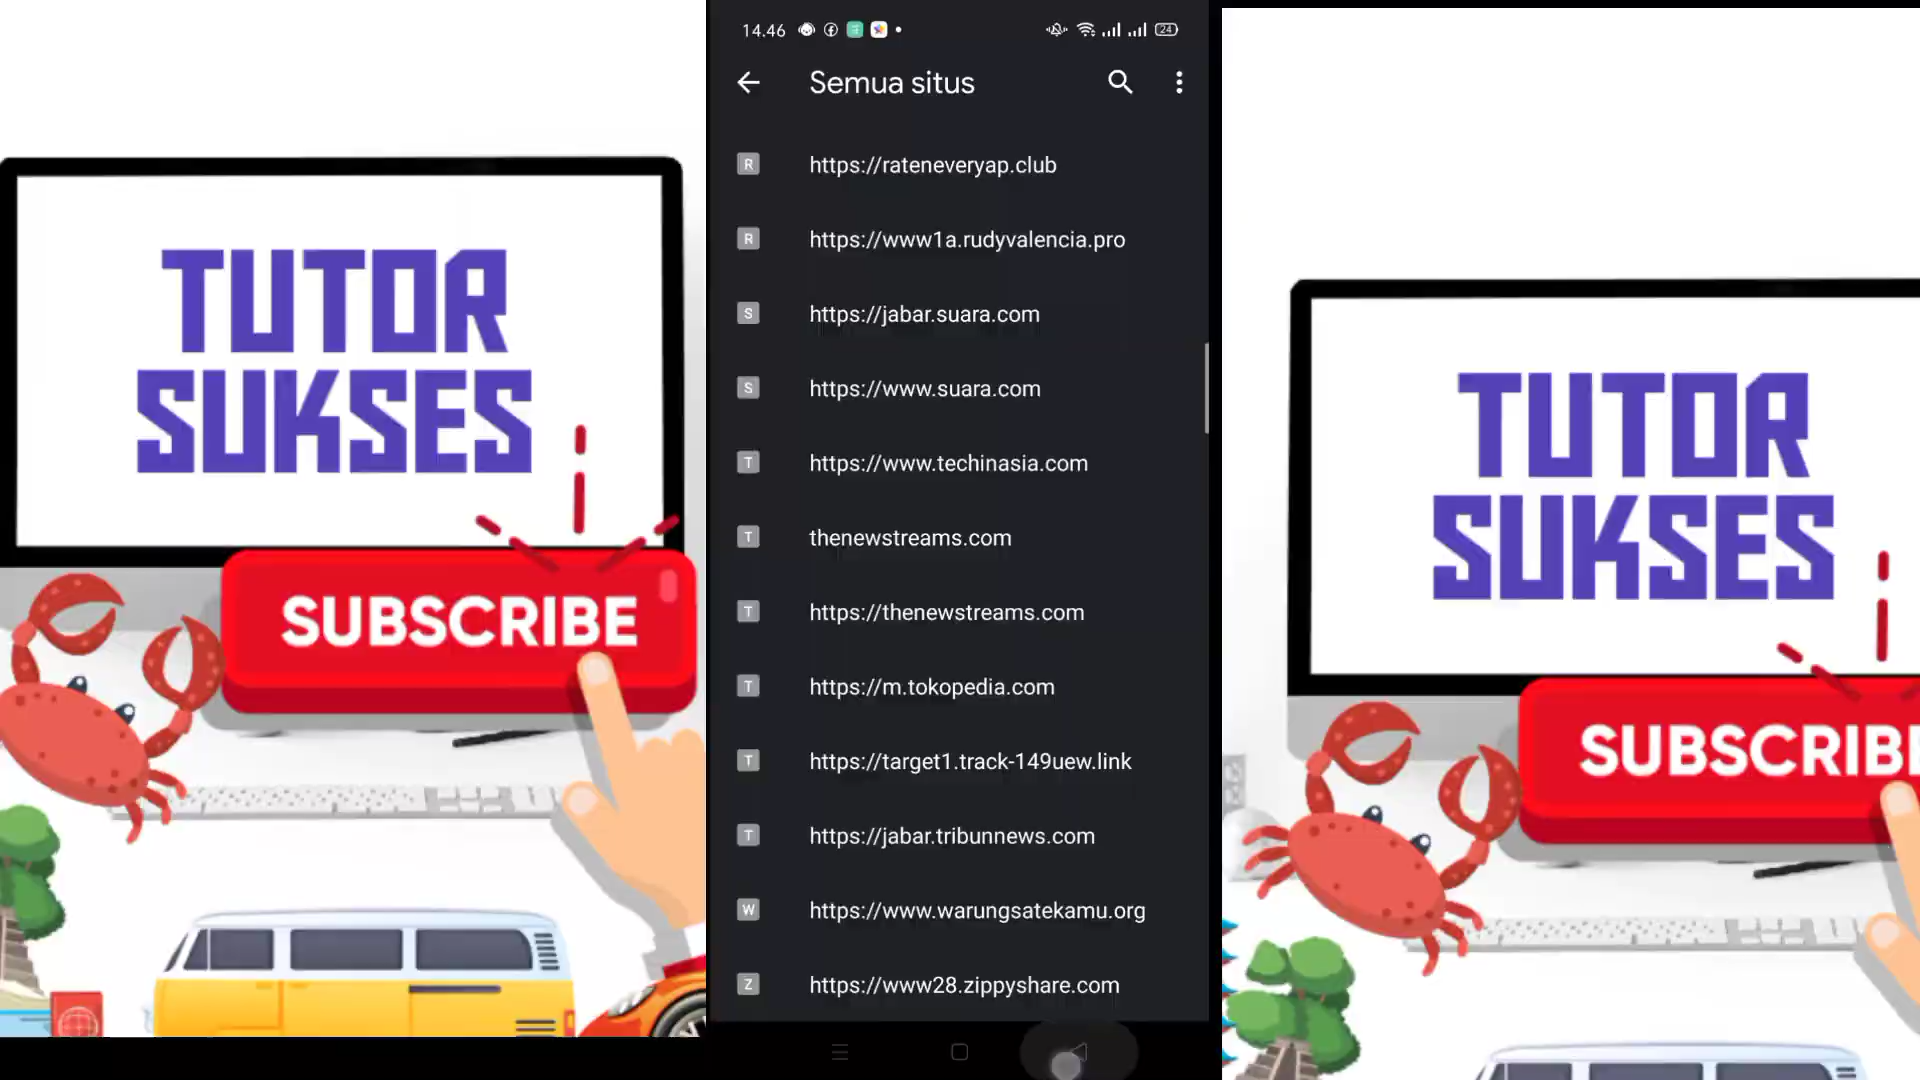 TUTOR
SUKSES
SUBSCRIBE
14.46
24
Semua situs
R https://rateneveryap.club
R https://www1a.rudyvalencia.pro
S https://jabar.suara.com
S https://www.suara.com
T https://www.techinasia.com
T thenewstreams.com
T https://thenewstreams.com
T https://m.tokopedia.com
T https://target1.track-149uew.link
T https://jabar.tribunnews.com
W https://www.warungsatekamu.org
Z https://www28.zippyshare.com
TUTOR
SUKSES
SUBSCRIBE